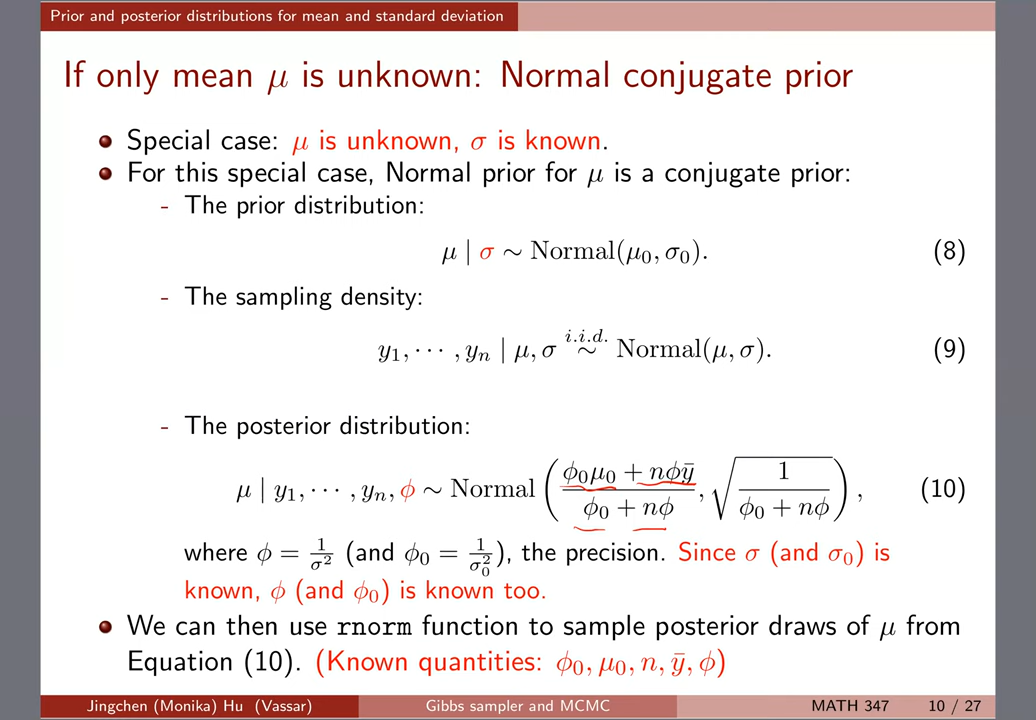 Prior and posterior distributions for mean and standard deviation
If only mean μ is unknown: Normal conjugate prior
Special case: μ is unknown, σ is known.
For this special case, Normal prior for μ is a conjugate prior:
- The prior distribution:
μ | σ ∼ Normal(μ₀, σ₀). (8)
- The sampling density:
y₁, ⋯ , yₙ | μ, σ i.i.d. ∼ Normal(μ, σ). (9)
- The posterior distribution:
μ | y₁, ⋯ , yₙ, ϕ ∼ Normal ( (ϕ₀μ₀ + nϕȳ) / (ϕ₀ + nϕ), √(1 / (ϕ₀ + nϕ)) ), (10)
where ϕ = 1/σ² (and ϕ₀ = 1/σ₀²), the precision. Since σ (and σ₀) is
known, ϕ (and ϕ₀) is known too.
We can then use rnorm function to sample posterior draws of μ from
Equation (10). (Known quantities: ϕ₀, μ₀, n, ȳ, ϕ)
Jingchen (Monika) Hu (Vassar) Gibbs sampler and MCMC MATH 347 10 / 27